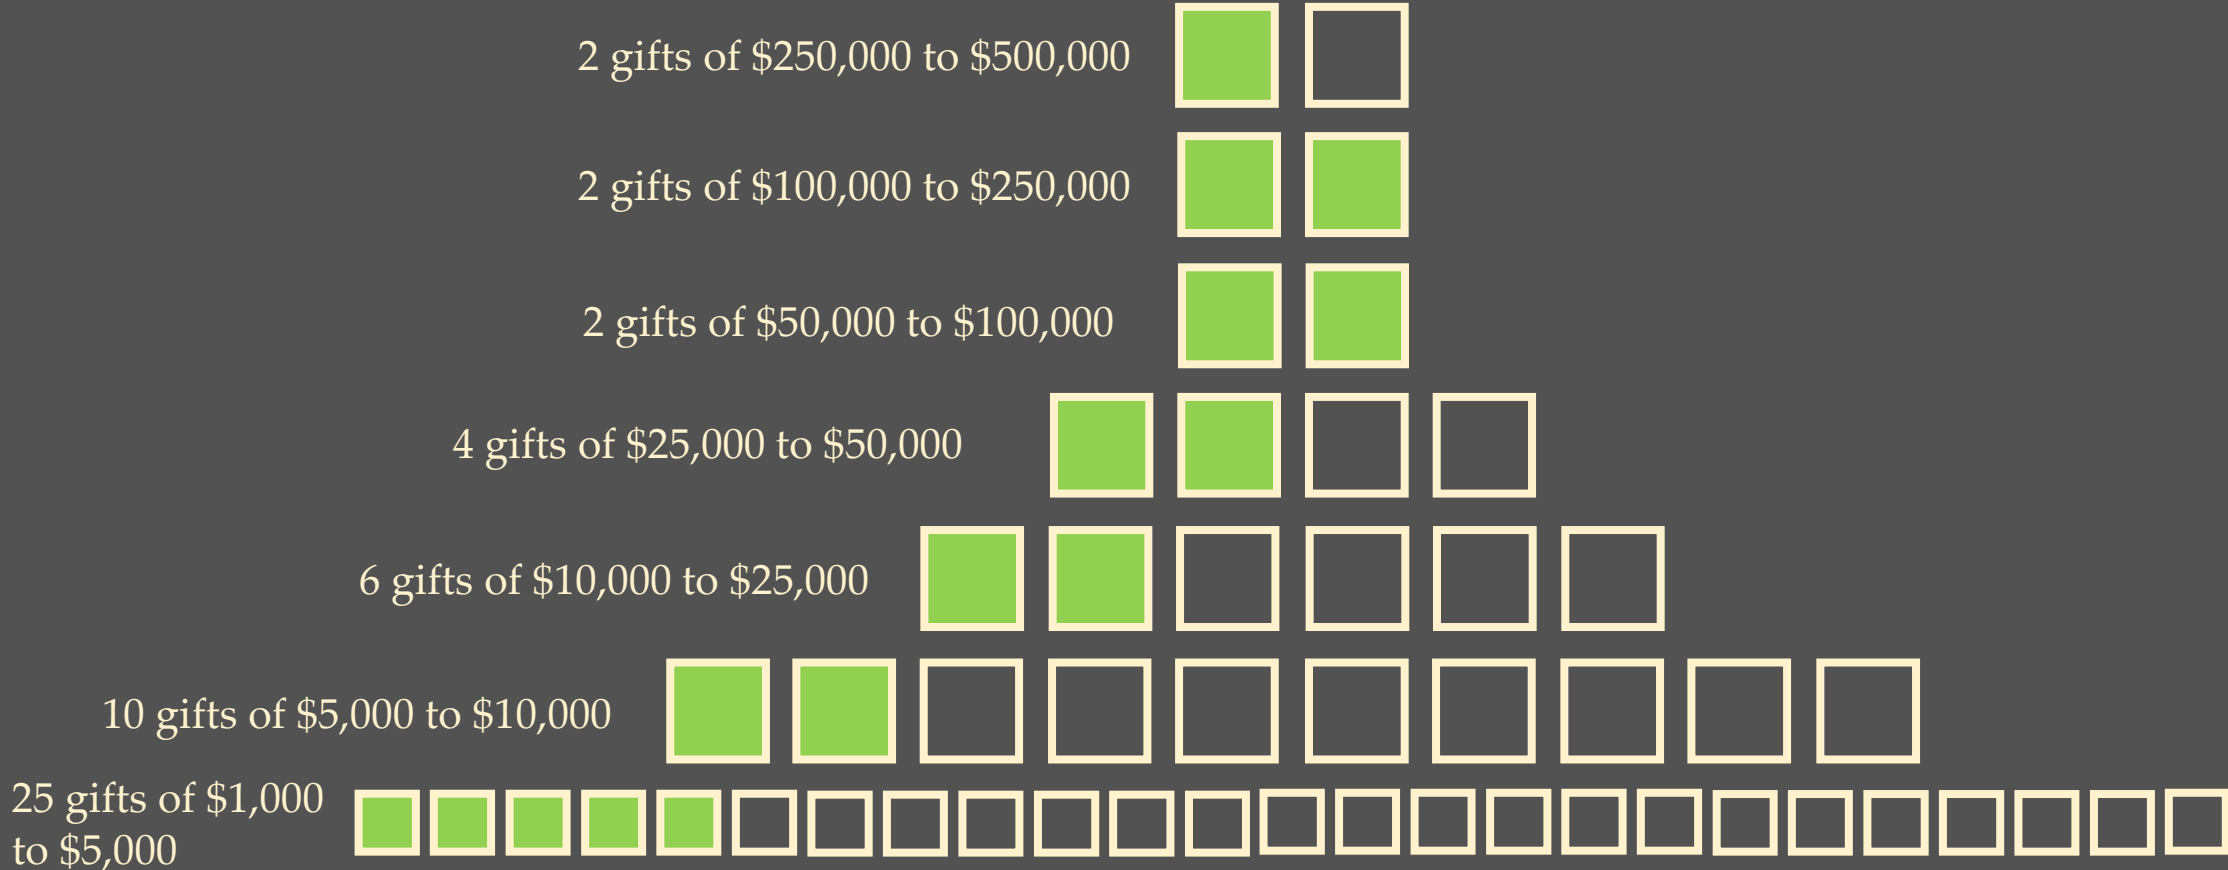 2 gifts of $250,000 to $500,000
2 gifts of $100,000 to $250,000
2 gifts of $50,000 to $100,000
4 gifts of $25,000 to $50,000
6 gifts of $10,000 to $25,000
10 gifts of $5,000 to $10,000
25 gifts of $1,000
to $5,000